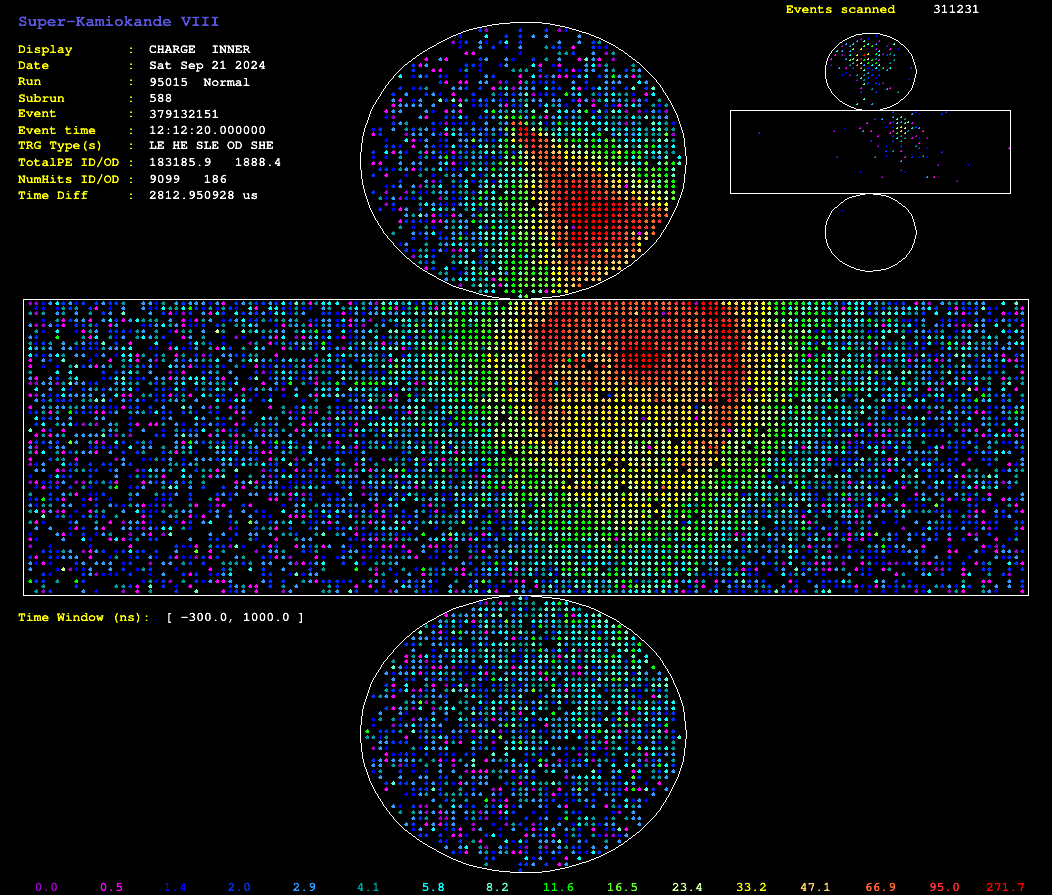 Super-Kamiokande VIII
Display : CHARGE INNER
Date : Sat Sep 21 2024
Run : 95015 Normal
Subrun : 588
Event : 379132151
Event time : 12:12:20.000000
TRG Type(s) : LE HE SLE OD SHE
TotalPE ID/OD : 183185.9 1888.4
NumHits ID/OD : 9099 186
Time Diff : 2812.950928 us
Events scanned 311231
Time Window (ns): [ -300.0, 1000.0 ]
0.0 0.5 1.4 2.0 2.9 4.1 5.8 8.2 11.6 16.5 23.4 33.2 47.1 66.9 95.0 271.7